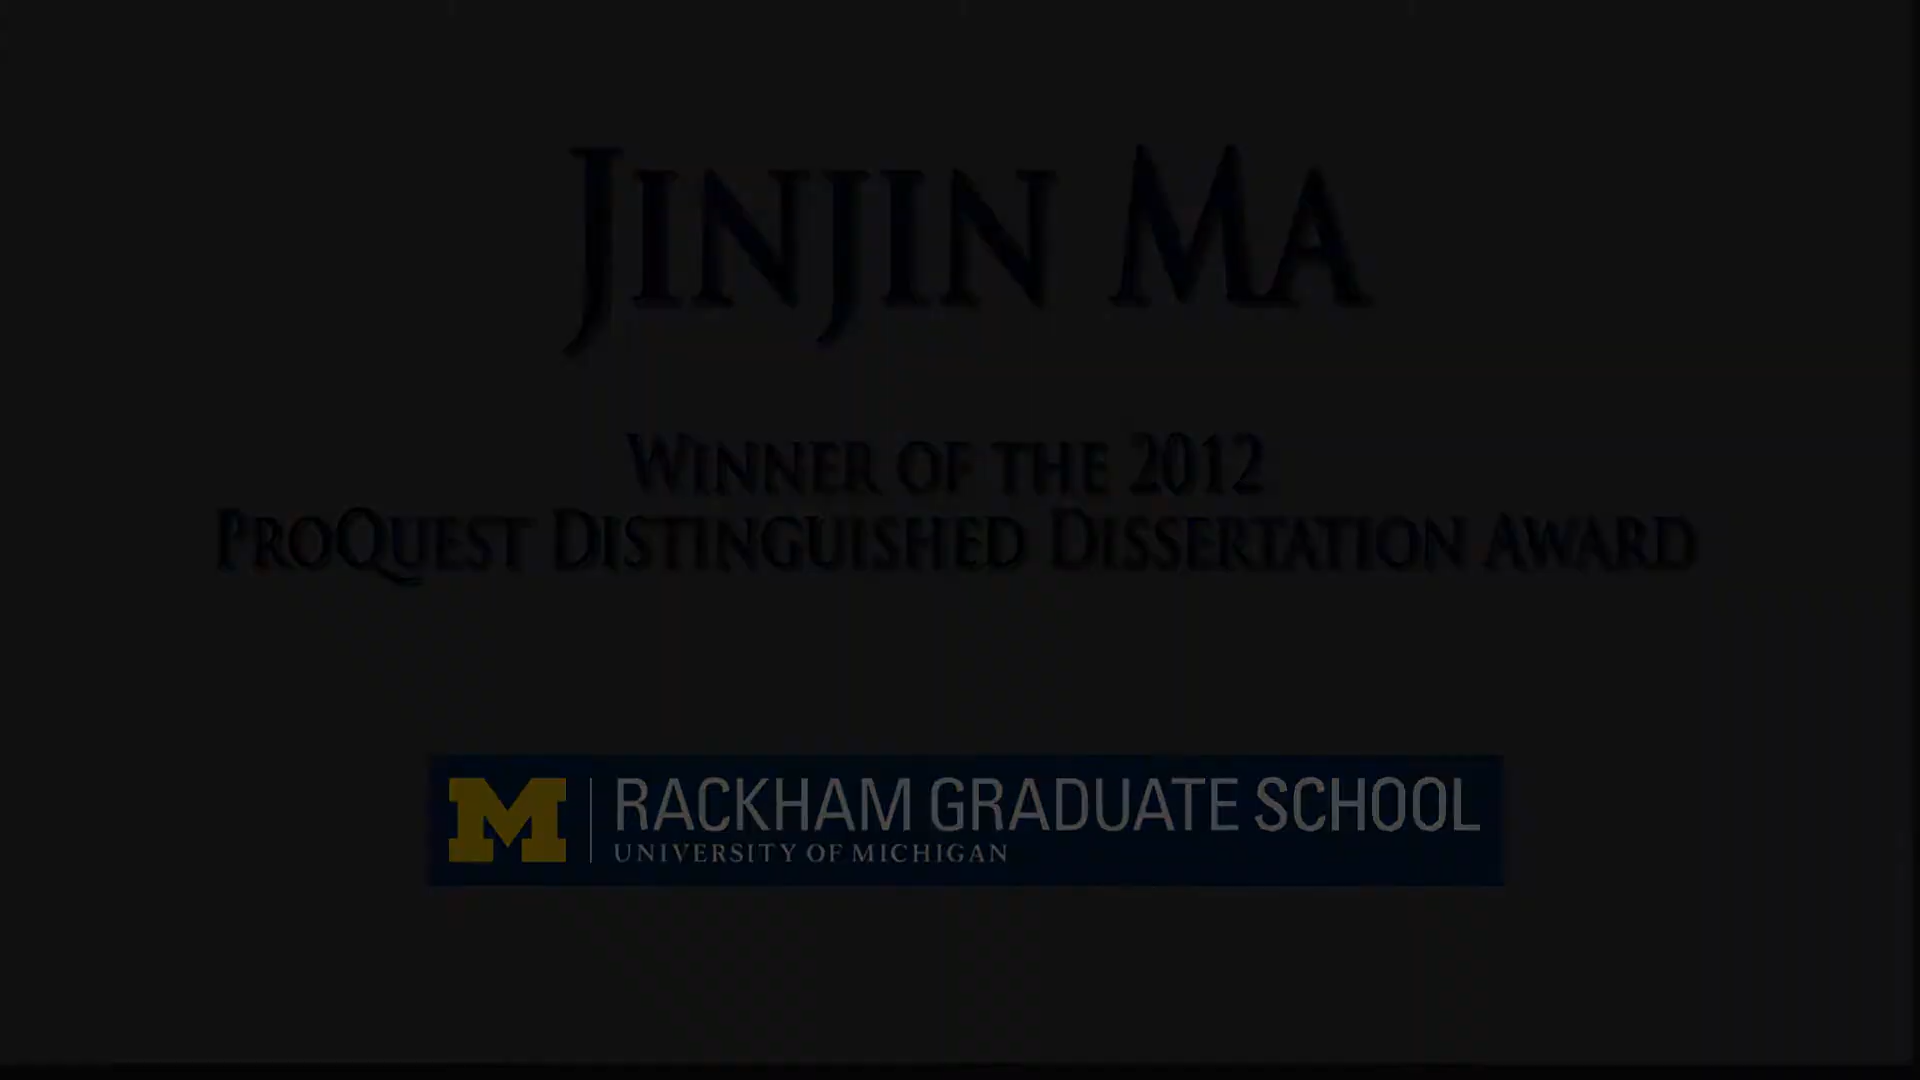 JINJIN MA
WINNER OF THE 2012
PROQUEST DISTINGUISHED DISSERTATION AWARD
M RACKHAM GRADUATE SCHOOL
UNIVERSITY OF MICHIGAN